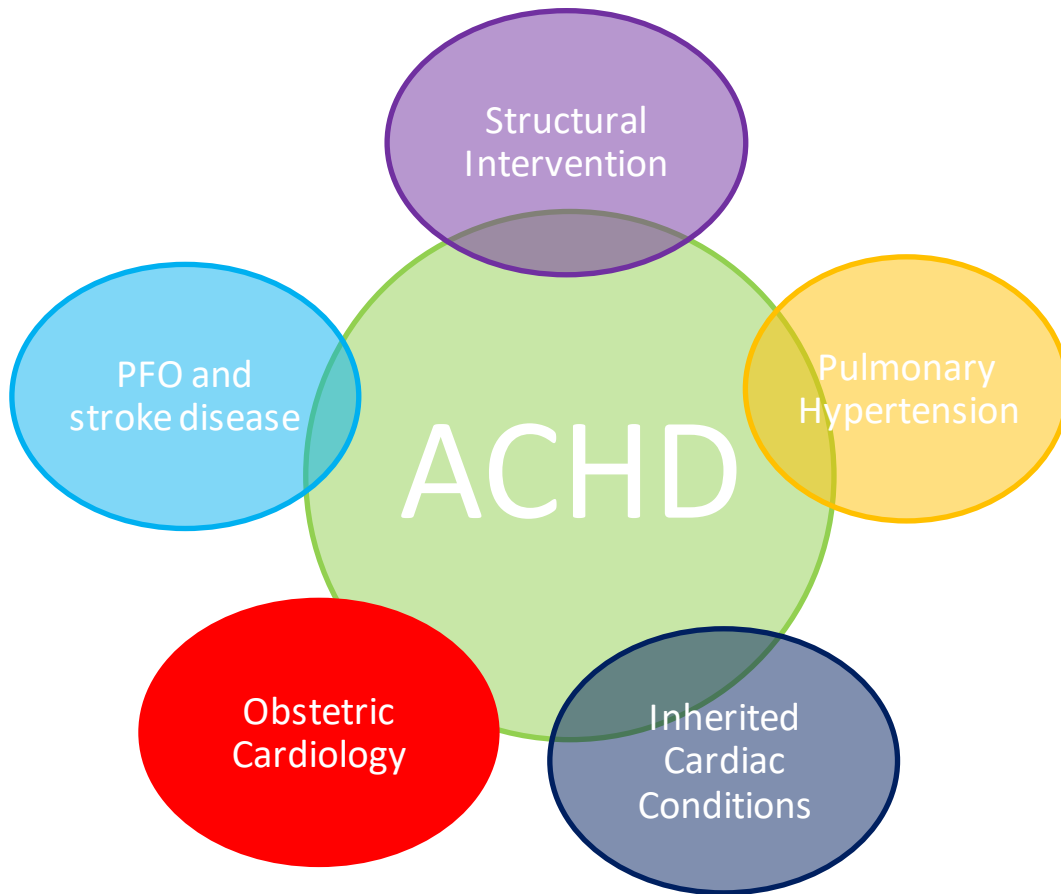 Structural
Intervention
PFO and
stroke disease
Pulmonary
Hypertension
ACHD
Obstetric
Cardiology
Inherited
Cardiac
Conditions